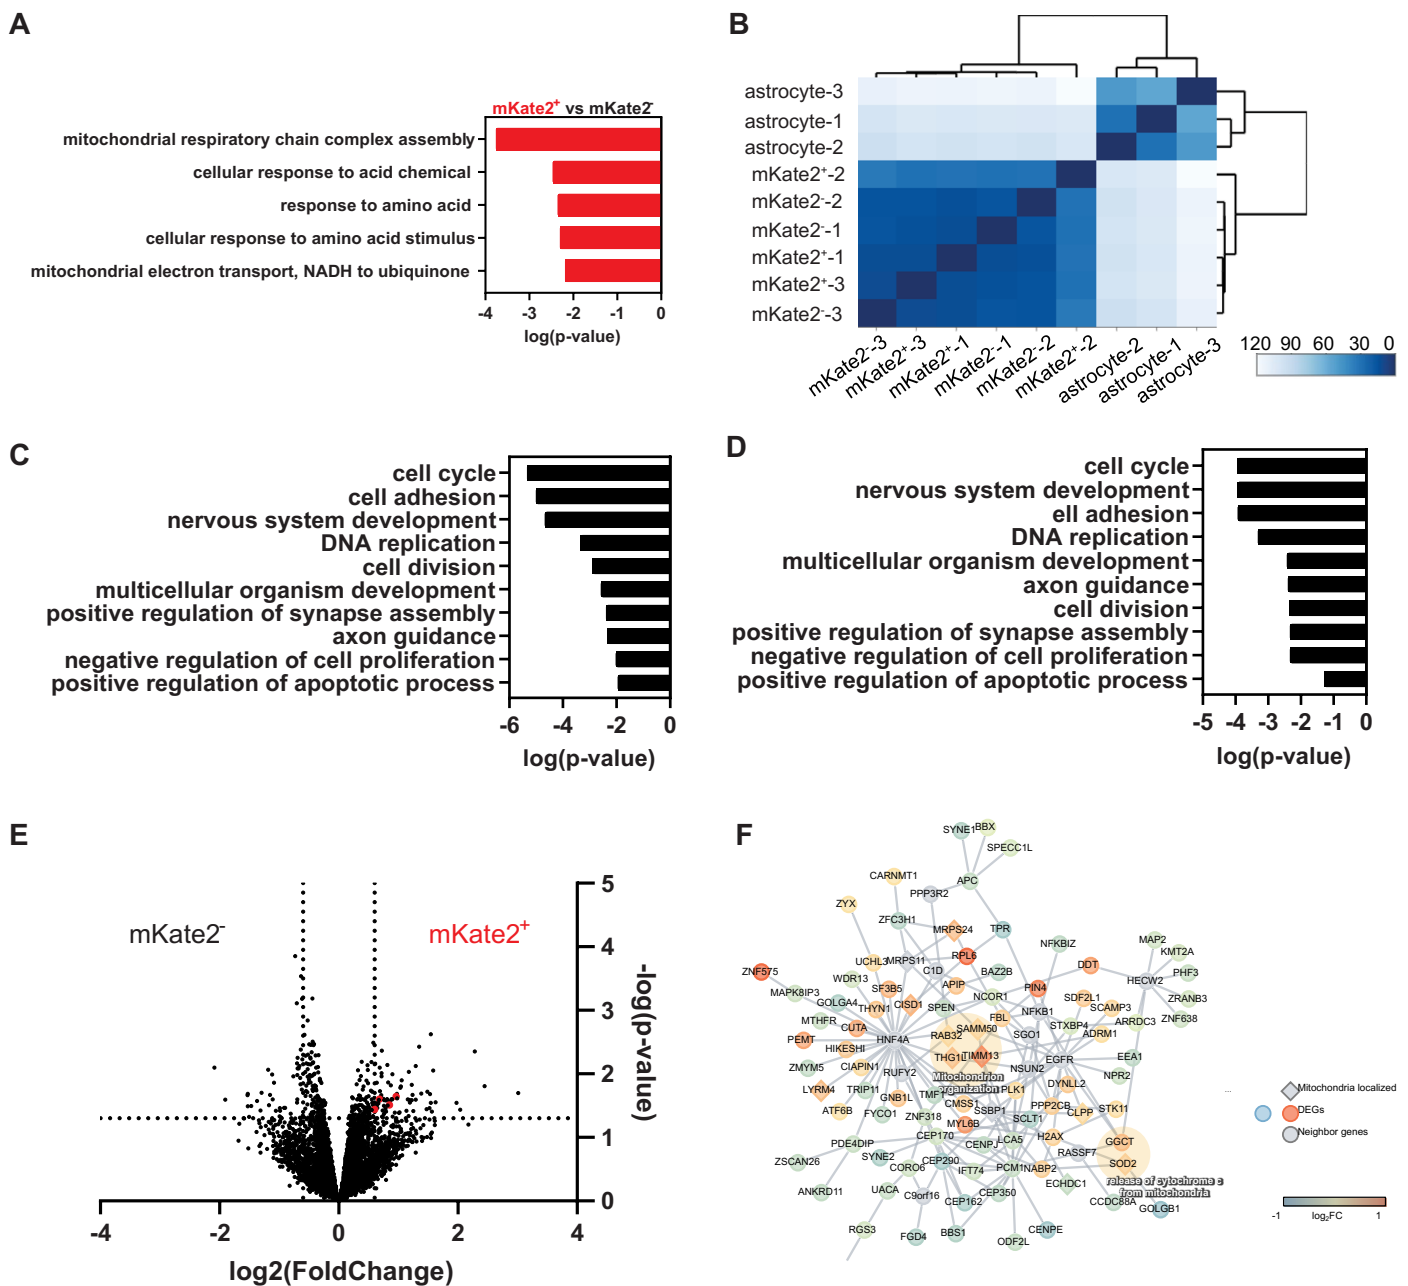 A
mKate2+ vs mKate2-
mitochondrial respiratory chain complex assembly
cellular response to acid chemical
response to amino acid
cellular response to amino acid stimulus
mitochondrial electron transport, NADH to ubiquinone
-4 -3 -2 -1 0
log(p-value)
B
astrocyte-3
astrocyte-1
astrocyte-2
mKate2+-2
mKate2--2
mKate2--1
mKate2+-1
mKate2+-3
mKate2--3
mKate2--3 mKate2+-3 mKate2+-1 mKate2--1 mKate2--2 mKate2+-2 astrocyte-2 astrocyte-1 astrocyte-3
120 90 60 30 0
C
cell cycle
cell adhesion
nervous system development
DNA replication
cell division
multicellular organism development
positive regulation of synapse assembly
axon guidance
negative regulation of cell proliferation
positive regulation of apoptotic process
-6 -4 -2 0
log(p-value)
D
cell cycle
nervous system development
ell adhesion
DNA replication
multicellular organism development
axon guidance
cell division
positive regulation of synapse assembly
negative regulation of cell proliferation
positive regulation of apoptotic process
-5 -4 -3 -2 -1 0
log(p-value)
E
mKate2-
mKate2+
5
4
3
2
1
0
-log(p-value)
-4 -2 0 2 4
log2(FoldChange)
F
SYNE1
BBX
SPECC1L
CARNMT1
APC
PPP3R2
ZYX
ZFC3H1
MRPS24
TPR
NFKBIZ
MAP2
KMT2A
UCHL3
MRPS11
RPL6
ZNF575
C1D
BAZ2B
DDT
HECW2
PHF3
WDR13
APIP
MAPK8IP3
SF3B5
NCOR1
PIN4
SDF2L1
ZRANB3
GOLGA4
THYN1
CISD1
SPEN
NFKB1
SCAMP3
MTHFR
CUTA
FBL
STXBP4
ARRDC3
ZNF638
PEMT
HNF4A
RAB32
SAMM50
SGO1
ADRM1
HIKESHI
THG1L
TIMM13
EGFR
EEA1
ZMYM5
CIAPIN1
RUFY2
NSUN2
NPR2
Mitochondrion
organization
LYRM4
TRIP11
GNB1L
TMF1
PLK1
DYNLL2
ATF6B
FYCO1
CMSS1
SSBP1
PPP2CB
CLPP
STK11
ZNF318
MYL6B
SCLT1
PDE4DIP
CEP170
CENPJ
LCA5
H2AX
GGCT
ZSCAN26
SYNE2
CEP290
RASSF7
SOD2
CORO6
IFT74
PCM1
NABP2
ECHDC1
release of cytochrome c
from mitochondria
ANKRD11
UACA
C9orf16
CEP162
CEP350
CCDC88A
GOLGB1
RGS3
FGD4
BBS1
CENPE
ODF2L
Mitochondria localized
DEGs
Neighbor genes
-1 log2FC 1